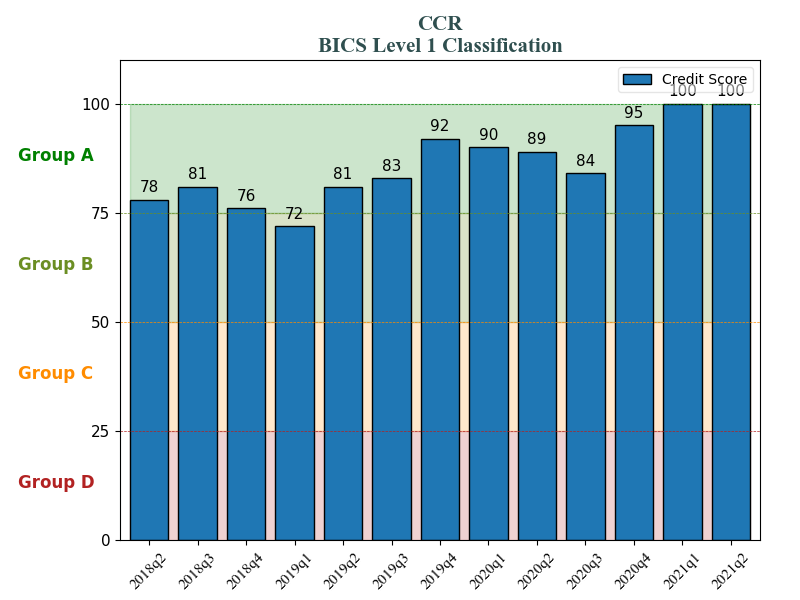 CCR
BICS Level 1 Classification
Credit Score
100
75
50
25
0
Group A
Group B
Group C
Group D
78
81
76
72
81
83
92
90
89
84
95
100
100
2018q2
2018q3
2018q4
2019q1
2019q2
2019q3
2019q4
2020q1
2020q2
2020q3
2020q4
2021q1
2021q2